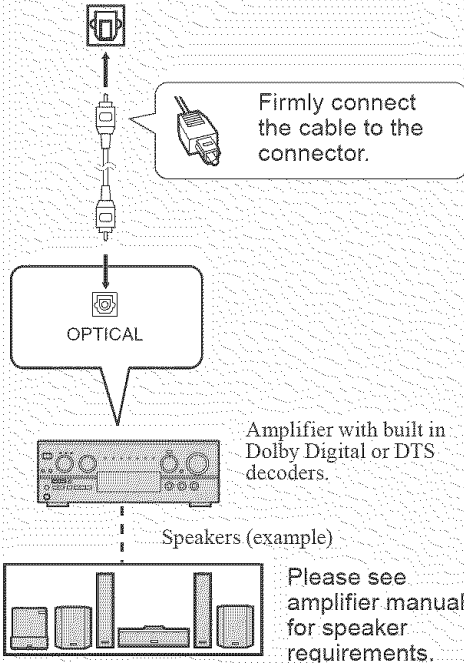 Firmly connect
the cable to the
connector.
OPTICAL
Amplifier with built in
Dolby Digital or DTS
decoders.
Speakers (example)
Please see
amplifier manual
for speaker
requirements.